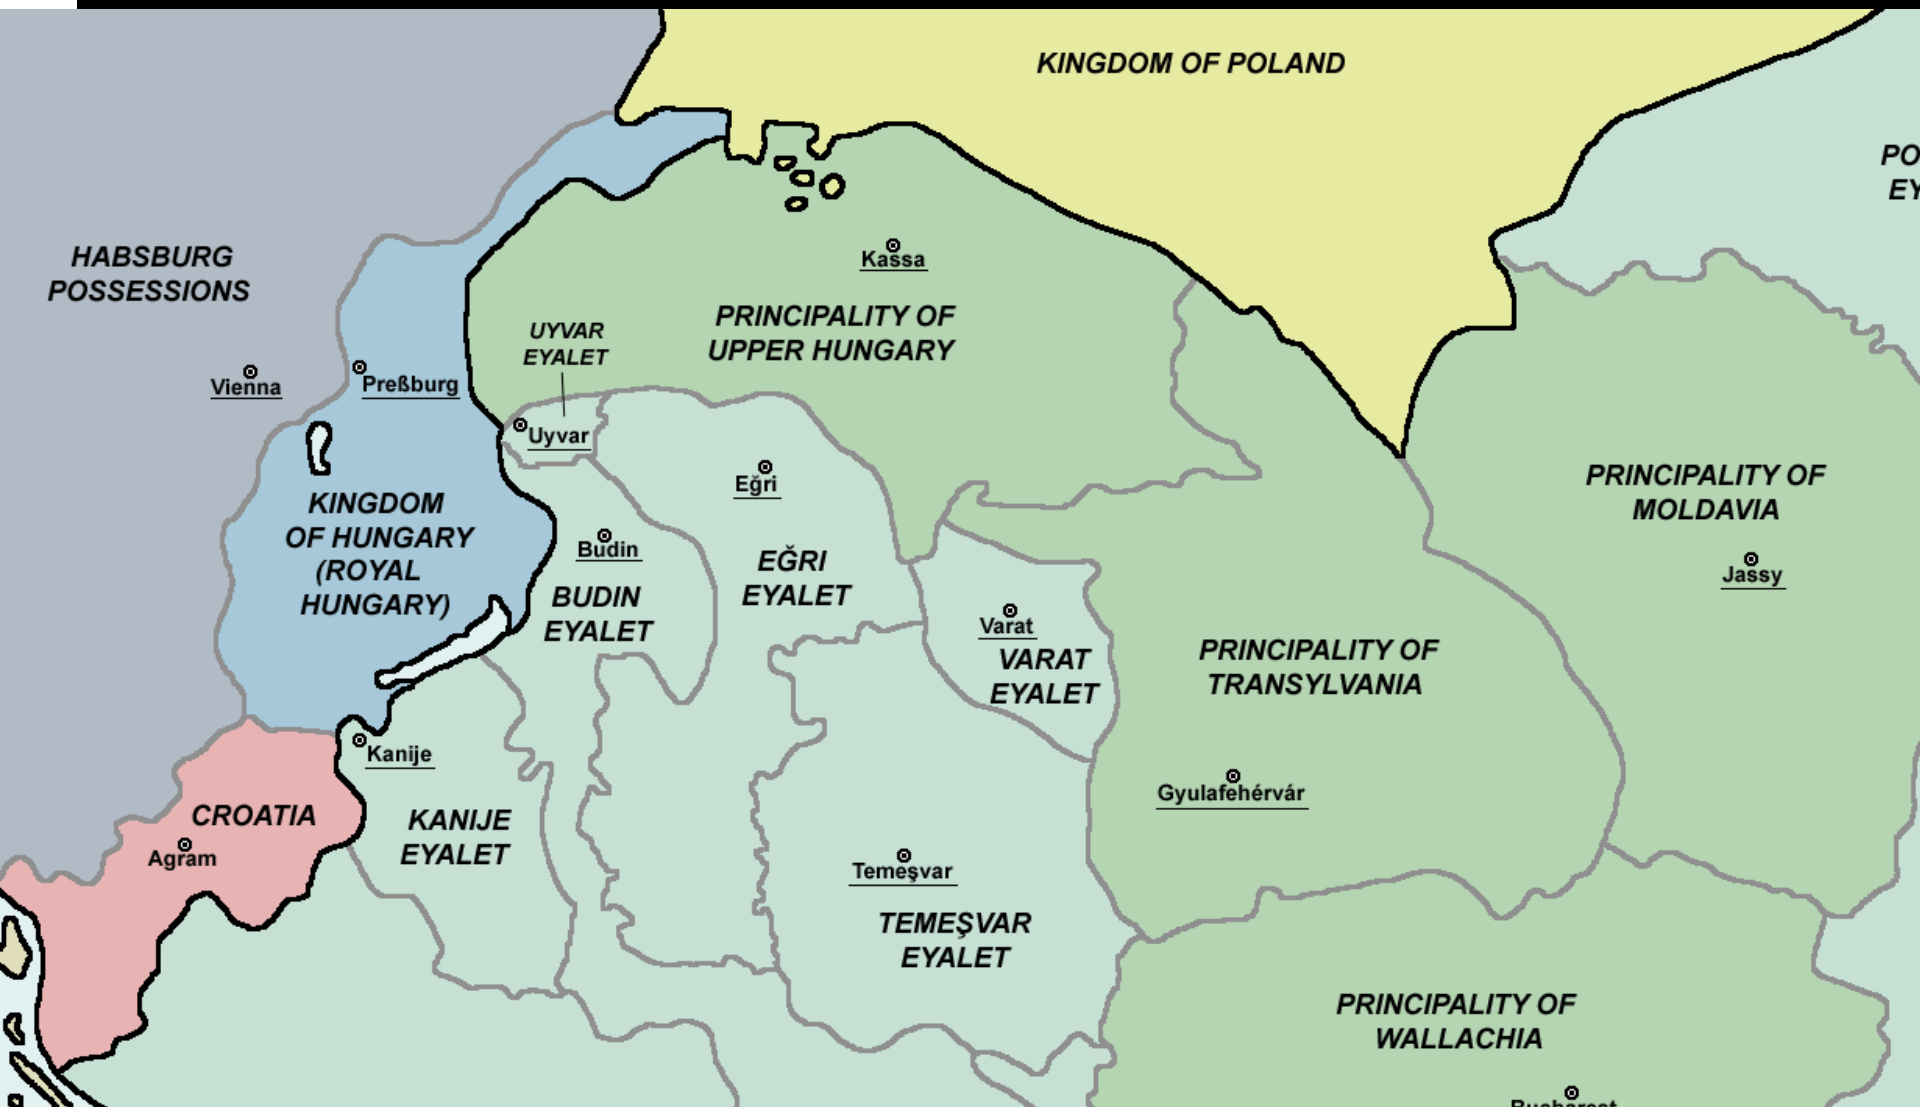 KINGDOM OF POLAND
PO
EY
HABSBURG
POSSESSIONS
Kassa
PRINCIPALITY OF
UPPER HUNGARY
UYVAR
EYALET
Vienna
Preßburg
Uyvar
Eğri
PRINCIPALITY OF
MOLDAVIA
Jassy
KINGDOM
OF HUNGARY
(ROYAL
HUNGARY)
Budin
BUDIN
EYALET
EĞRI
EYALET
Varat
VARAT
EYALET
PRINCIPALITY OF
TRANSYLVANIA
Kanije
Gyulafehérvár
CROATIA
Agram
KANIJE
EYALET
Temeşvar
TEMEŞVAR
EYALET
PRINCIPALITY OF
WALLACHIA
Bucharest